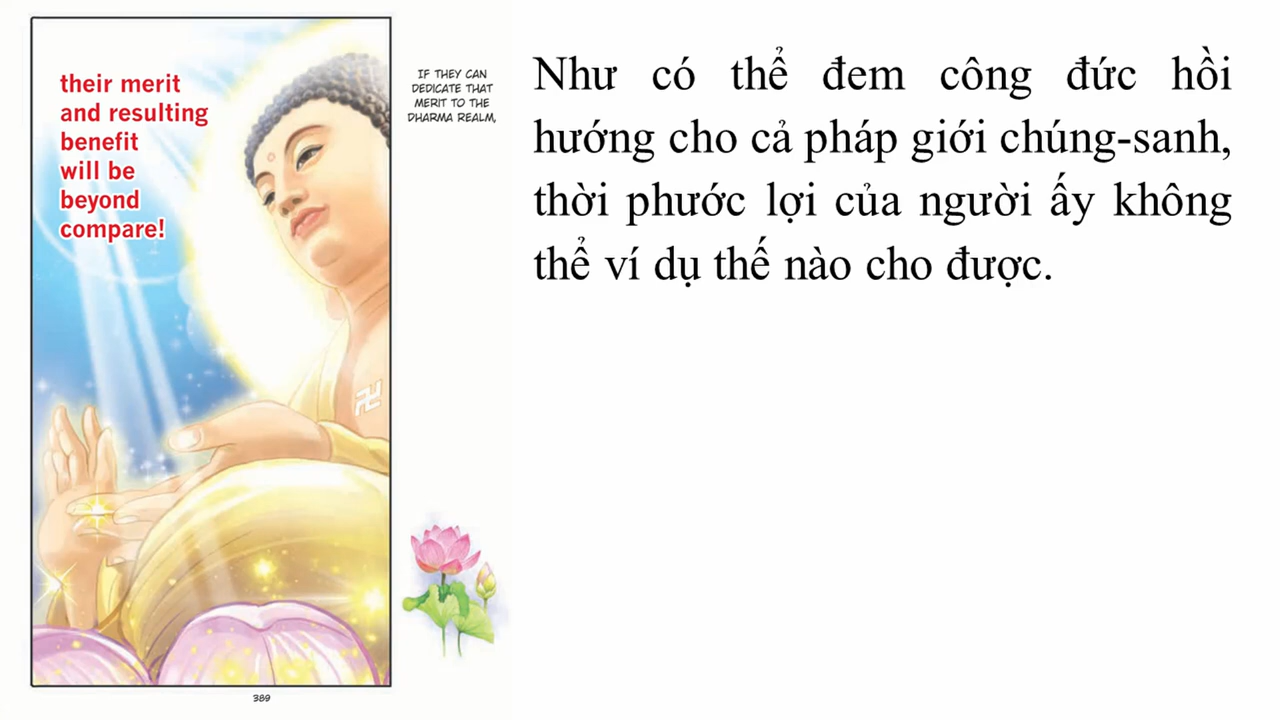 their merit
and resulting
benefit
will be
beyond
compare!
IF THEY CAN
DEDICATE THAT
MERIT TO THE
DHARMA REALM,
389
Như có thể đem công đức hồi
hướng cho cả pháp giới chúng-sanh,
thời phước lợi của người ấy không
thể ví dụ thế nào cho được.